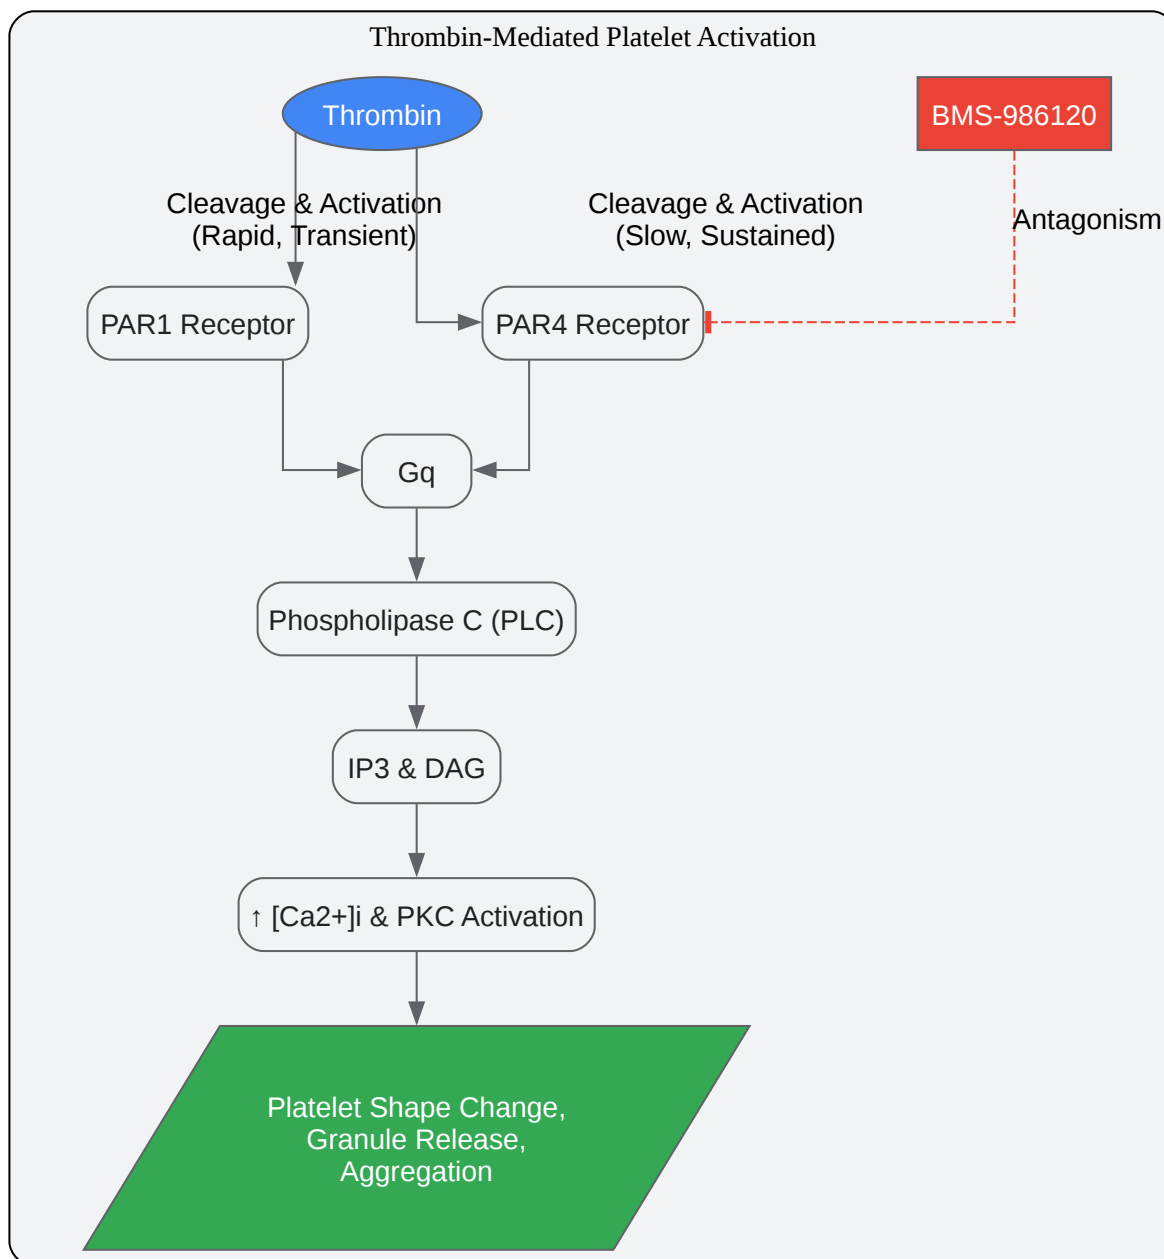 Thrombin-Mediated Platelet Activation
Thrombin
BMS-986120
Cleavage & Activation
(Rapid, Transient)
Cleavage & Activation
(Slow, Sustained)
Antagonism
PAR1 Receptor
PAR4 Receptor
Gq
Phospholipase C (PLC)
IP3 & DAG
↑ [Ca2+]i & PKC Activation
Platelet Shape Change,
Granule Release,
Aggregation